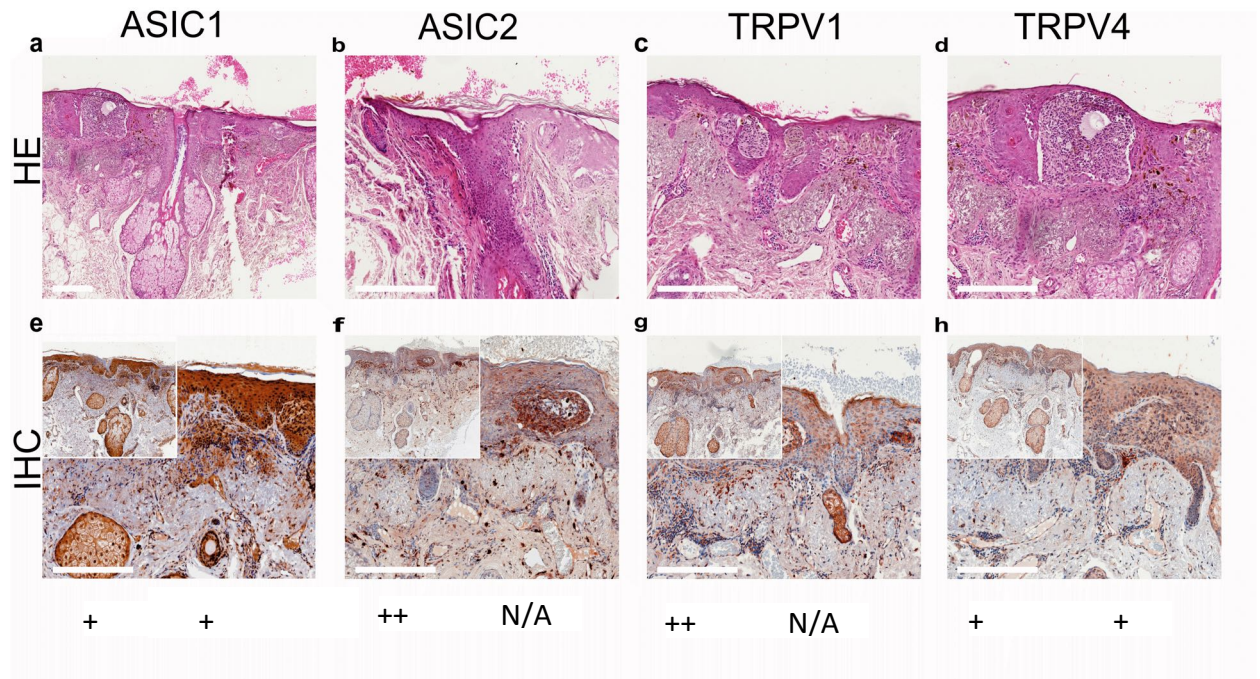 ASIC1 ASIC2 TRPV1 TRPV4
a b c d
HE
e f g h
IHC
+ + ++ N/A ++ N/A + +